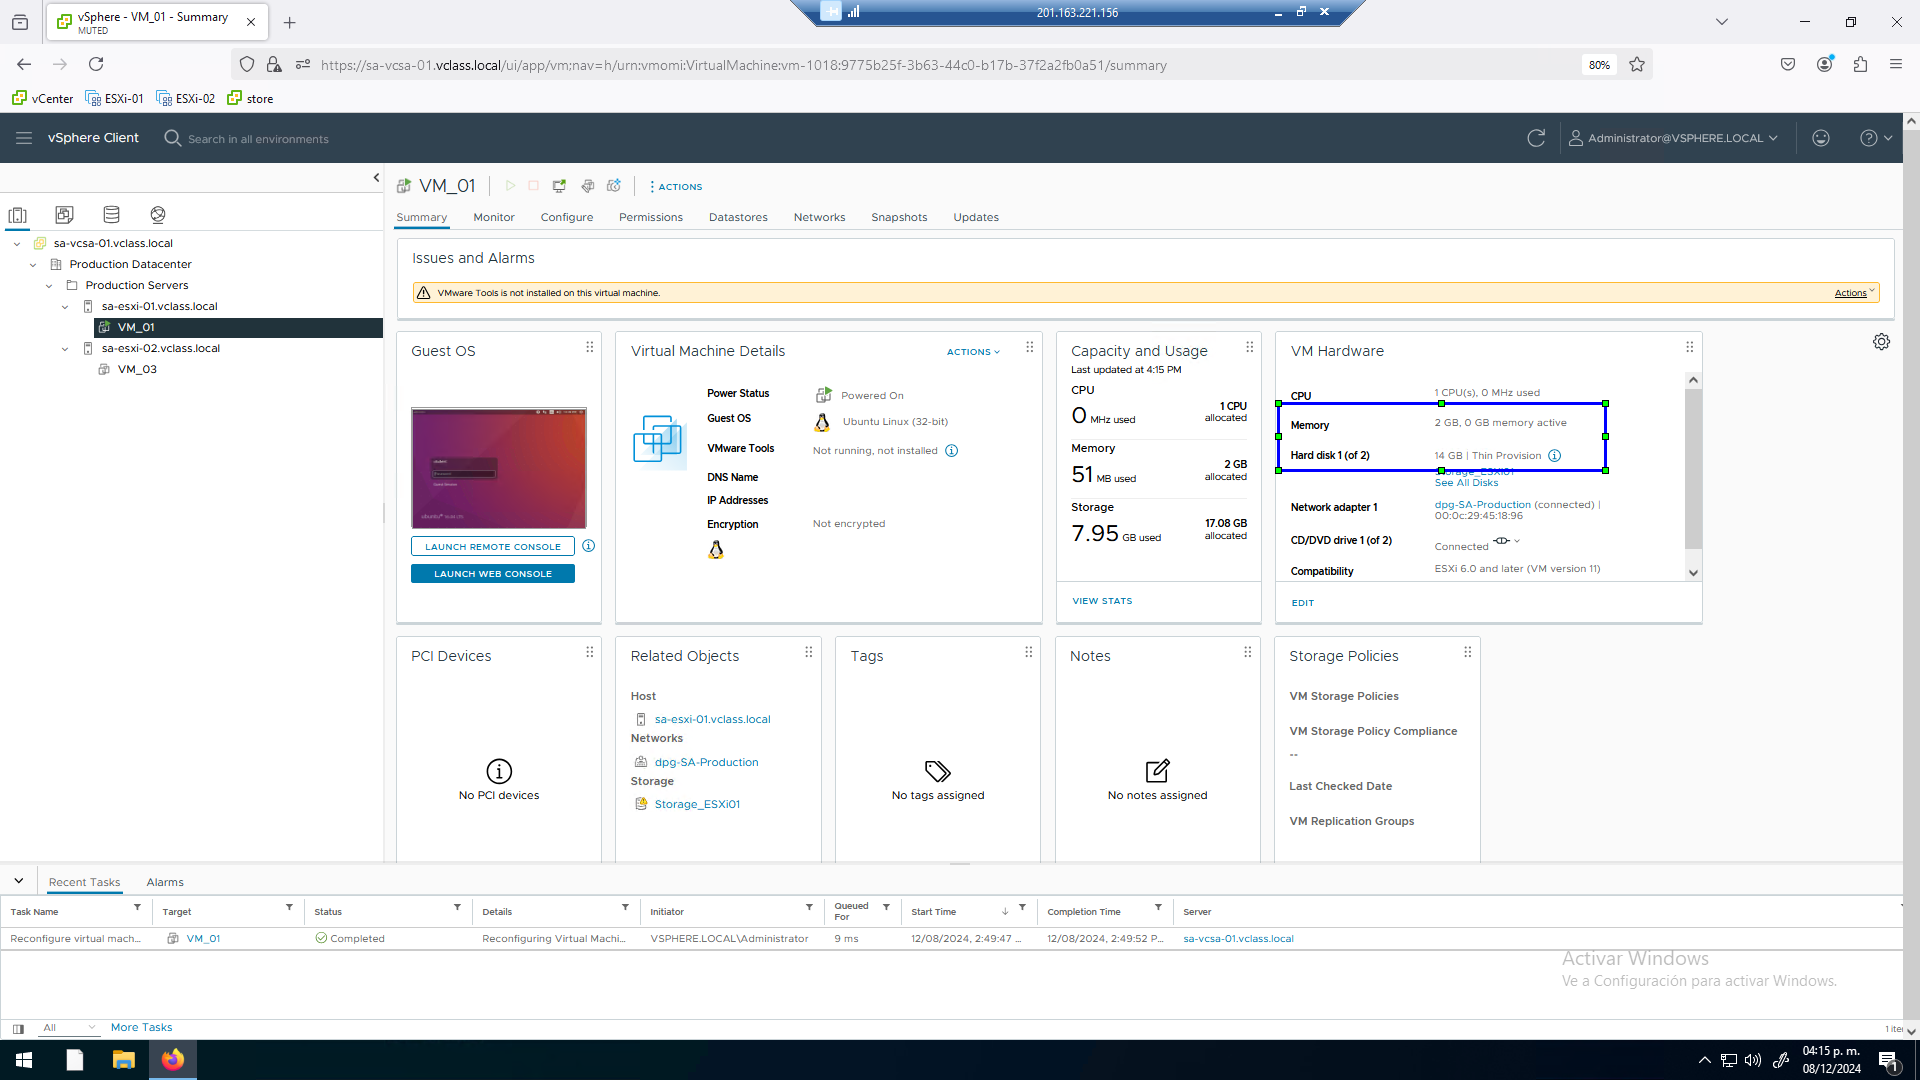 vSphere - VM_01 - Summary
MUTED
201.163.221.156
https://sa-vcsa-01.vclass.local/ui/app/vm;nav=h/urn:vmomi:VirtualMachine:vm-1018:9775b25f-3b63-44c0-b17b-37f2a2fb0a51/summary
80%
vCenter
ESXi-01
ESXi-02
store
vSphere Client
Search in all environments
Administrator@VSPHERE.LOCAL
sa-vcsa-01.vclass.local
Production Datacenter
Production Servers
sa-esxi-01.vclass.local
VM_01
sa-esxi-02.vclass.local
VM_03
VM_01
ACTIONS
Summary
Monitor
Configure
Permissions
Datastores
Networks
Snapshots
Updates
Issues and Alarms
VMware Tools is not installed on this virtual machine.
Actions
Guest OS
LAUNCH REMOTE CONSOLE
LAUNCH WEB CONSOLE
Virtual Machine Details
ACTIONS
Power Status
Powered On
Guest OS
Ubuntu Linux (32-bit)
VMware Tools
Not running, not installed
DNS Name
IP Addresses
Encryption
Not encrypted
Capacity and Usage
Last updated at 4:15 PM
CPU
0 MHz used
1 CPU
allocated
Memory
51 MB used
2 GB
allocated
Storage
7.95 GB used
17.08 GB
allocated
VIEW STATS
VM Hardware
CPU
1 CPU(s), 0 MHz used
Memory
2 GB, 0 GB memory active
Hard disk 1 (of 2)
14 GB | Thin Provision
Storage_ESXi01
See All Disks
Network adapter 1
dpg-SA-Production (connected) |
00:0c:29:45:18:96
CD/DVD drive 1 (of 2)
Connected
Compatibility
ESXi 6.0 and later (VM version 11)
EDIT
PCI Devices
No PCI devices
Related Objects
Host
sa-esxi-01.vclass.local
Networks
dpg-SA-Production
Storage
Storage_ESXi01
Tags
No tags assigned
Notes
No notes assigned
Storage Policies
VM Storage Policies
VM Storage Policy Compliance
--
Last Checked Date
VM Replication Groups
Recent Tasks
Alarms
Task Name
Target
Status
Details
Initiator
Queued
For
Start Time
Completion Time
Server
Reconfigure virtual mach...
VM_01
Completed
Reconfiguring Virtual Machi...
VSPHERE.LOCAL\Administrator
9 ms
12/08/2024, 2:49:47 ...
12/08/2024, 2:49:52 P...
sa-vcsa-01.vclass.local
Activar Windows
Ve a Configuración para activar Windows.
All
More Tasks
04:15 p. m.
08/12/2024
1